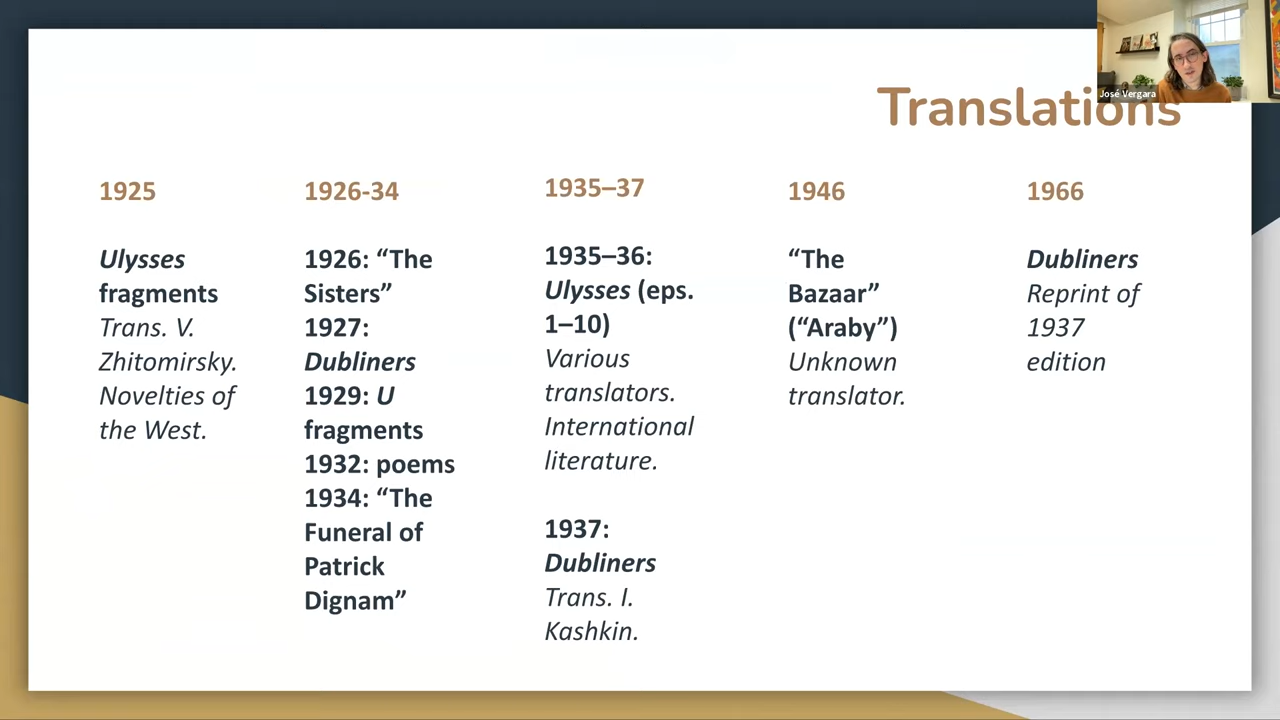 José Vergara
Translations
1925
Ulysses
fragments
Trans. V.
Zhitomirsky.
Novelties of
the West.
1926-34
1926: “The
Sisters”
1927:
Dubliners
1929: U
fragments
1932: poems
1934: “The
Funeral of
Patrick
Dignam”
1935–37
1935–36:
Ulysses (eps.
1–10)
Various
translators.
International
literature.
1937:
Dubliners
Trans. I.
Kashkin.
1946
“The
Bazaar”
(“Araby”)
Unknown
translator.
1966
Dubliners
Reprint of
1937
edition